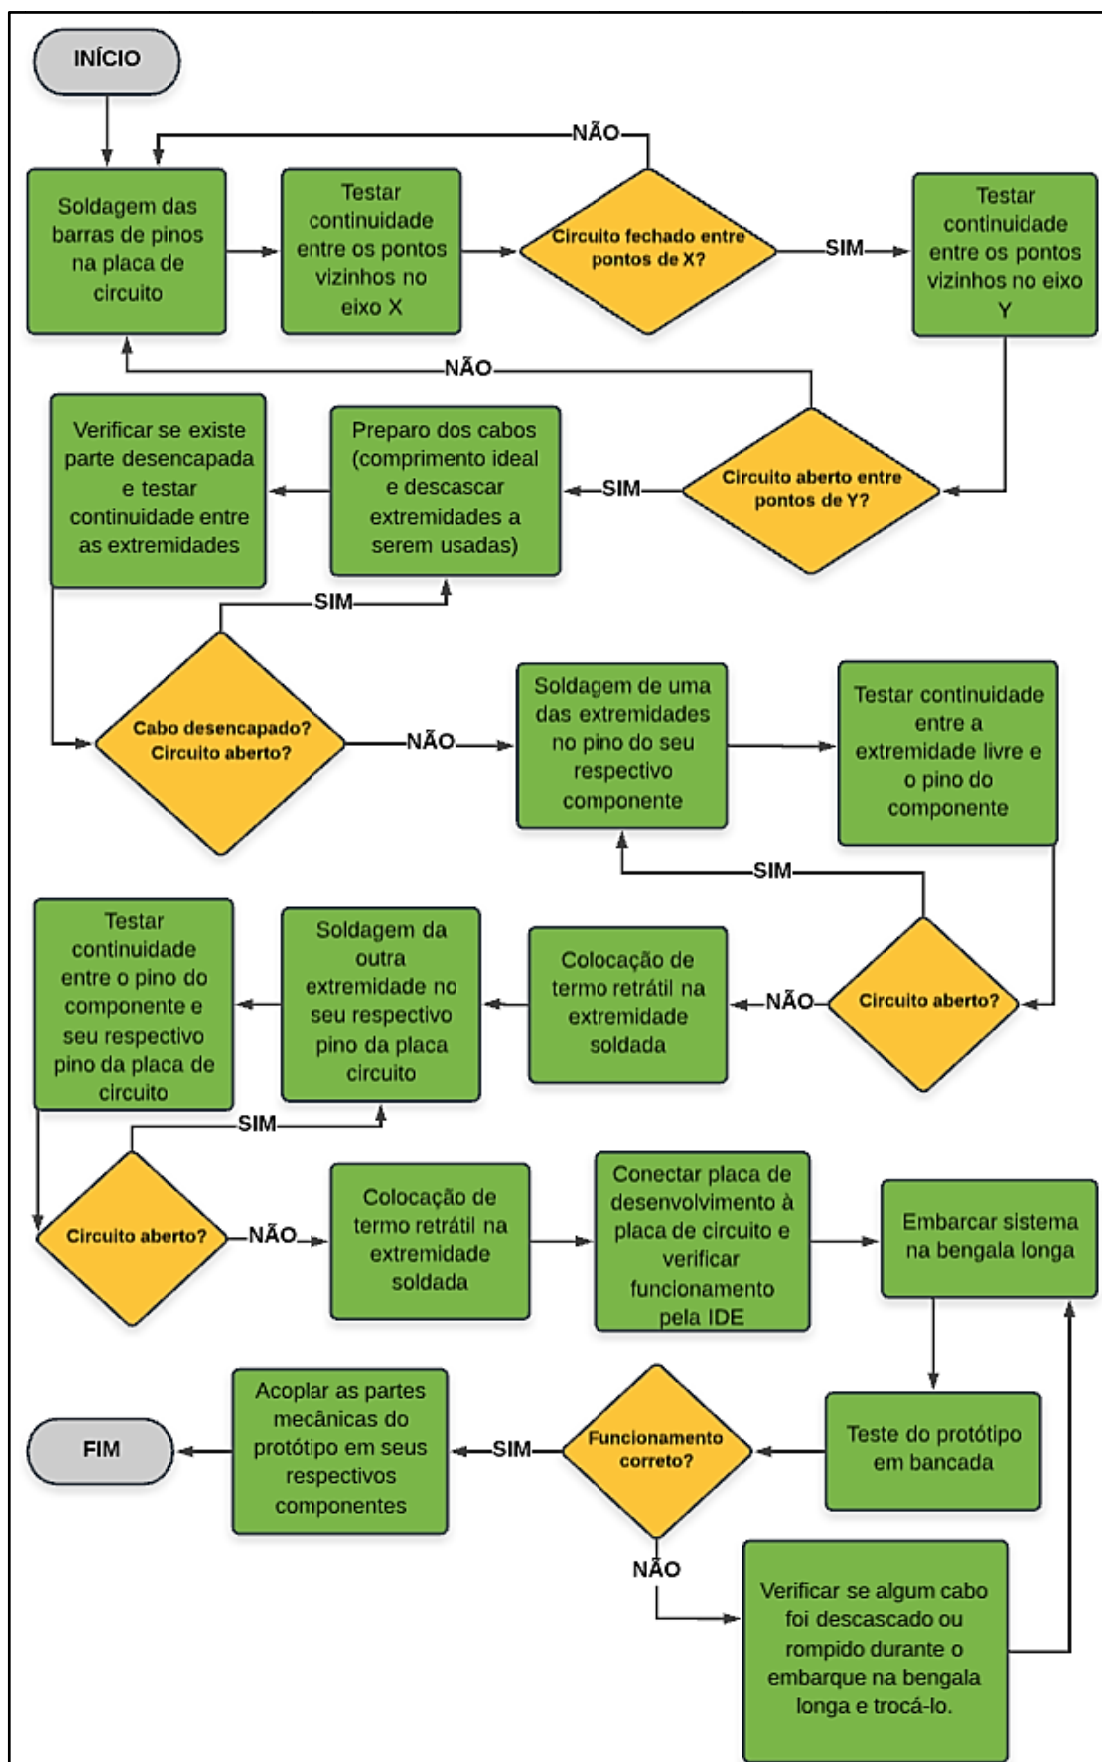 INÍCIO
NÃO
Soldagem das
barras de pinos
na placa de
circuito
Testar
continuidade
entre os pontos
vizinhos no
eixo X
Circuito fechado entre
pontos de X?
SIM
Testar
continuidade
entre os pontos
vizinhos no eixo
Y
NÃO
Circuito aberto entre
pontos de Y?
SIM
Preparo dos cabos
(comprimento ideal
e descascar
extremidades a
serem usadas)
Verificar se existe
parte desencapada
e testar
continuidade entre
as extremidades
SIM
Cabo desencapado?
Circuito aberto?
NÃO
Soldagem de uma
das extremidades
no pino do seu
respectivo
componente
Testar continuidade
entre a
extremidade livre e
o pino do
componente
SIM
Circuito aberto?
NÃO
Colocação de
termo retrátil na
extremidade
soldada
Soldagem da
outra
extremidade no
seu respectivo
pino da placa
circuito
Testar
continuidade
entre o pino do
componente e
seu respectivo
pino da placa de
circuito
SIM
Circuito aberto?
NÃO
Colocação de
termo retrátil na
extremidade
soldada
Conectar placa de
desenvolvimento à
placa de circuito e
verificar
funcionamento
pela IDE
Embarcar sistema
na bengala longa
Teste do protótipo
em bancada
Funcionamento
correto?
SIM
Acoplar as partes
mecânicas do
protótipo em seus
respectivos
componentes
FIM
NÃO
Verificar se algum cabo
foi descascado ou
rompido durante o
embarque na bengala
longa e trocá-lo.